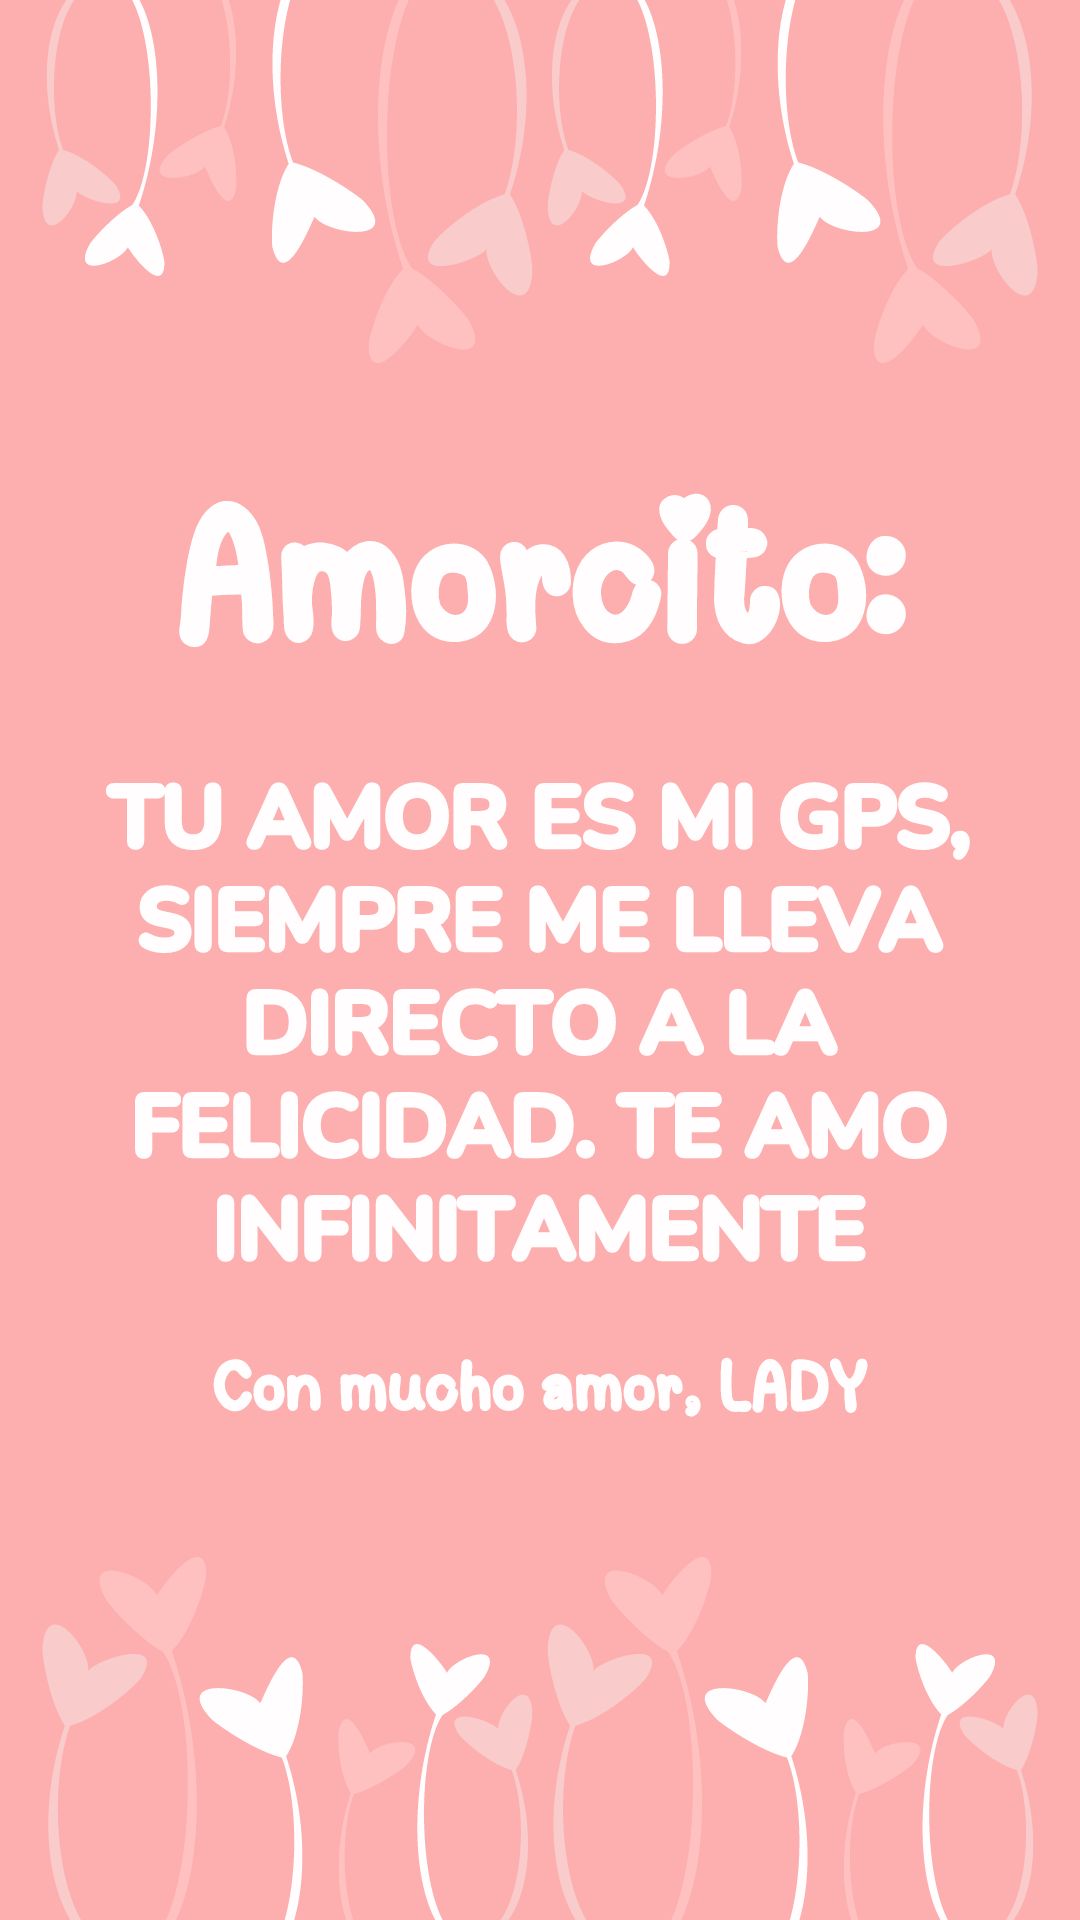 Amorcito:
TU AMOR ES MI GPS,
SIEMPRE ME LLEVA
DIRECTO A LA
FELICIDAD. TE AMO
INFINITAMENTE
Con mucho amor, LADY